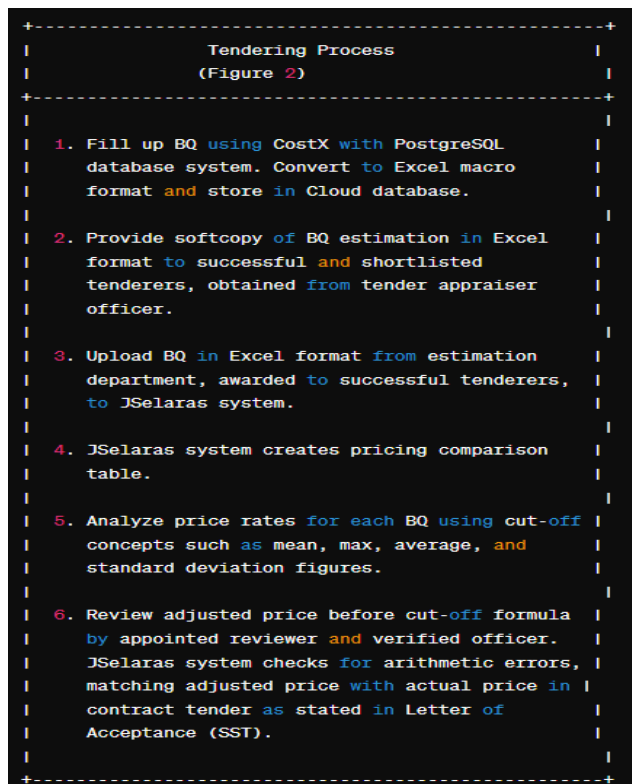 +----------------------------------------------------+
| Tendering Process |
| (Figure 2) |
+----------------------------------------------------+
| |
| 1. Fill up BQ using CostX with PostgreSQL |
| database system. Convert to Excel macro |
| format and store in Cloud database. |
| |
| 2. Provide softcopy of BQ estimation in Excel |
| format to successful and shortlisted |
| tenderers, obtained from tender appraiser |
| officer. |
| |
| 3. Upload BQ in Excel format from estimation |
| department, awarded to successful tenderers, |
| to JSelaras system. |
| |
| 4. JSelaras system creates pricing comparison |
| table. |
| |
| 5. Analyze price rates for each BQ using cut-off |
| concepts such as mean, max, average, and |
| standard deviation figures. |
| |
| 6. Review adjusted price before cut-off formula |
| by appointed reviewer and verified officer. |
| JSelaras system checks for arithmetic errors, |
| matching adjusted price with actual price in |
| contract tender as stated in Letter of |
| Acceptance (SST). |
| |
+----------------------------------------------------+